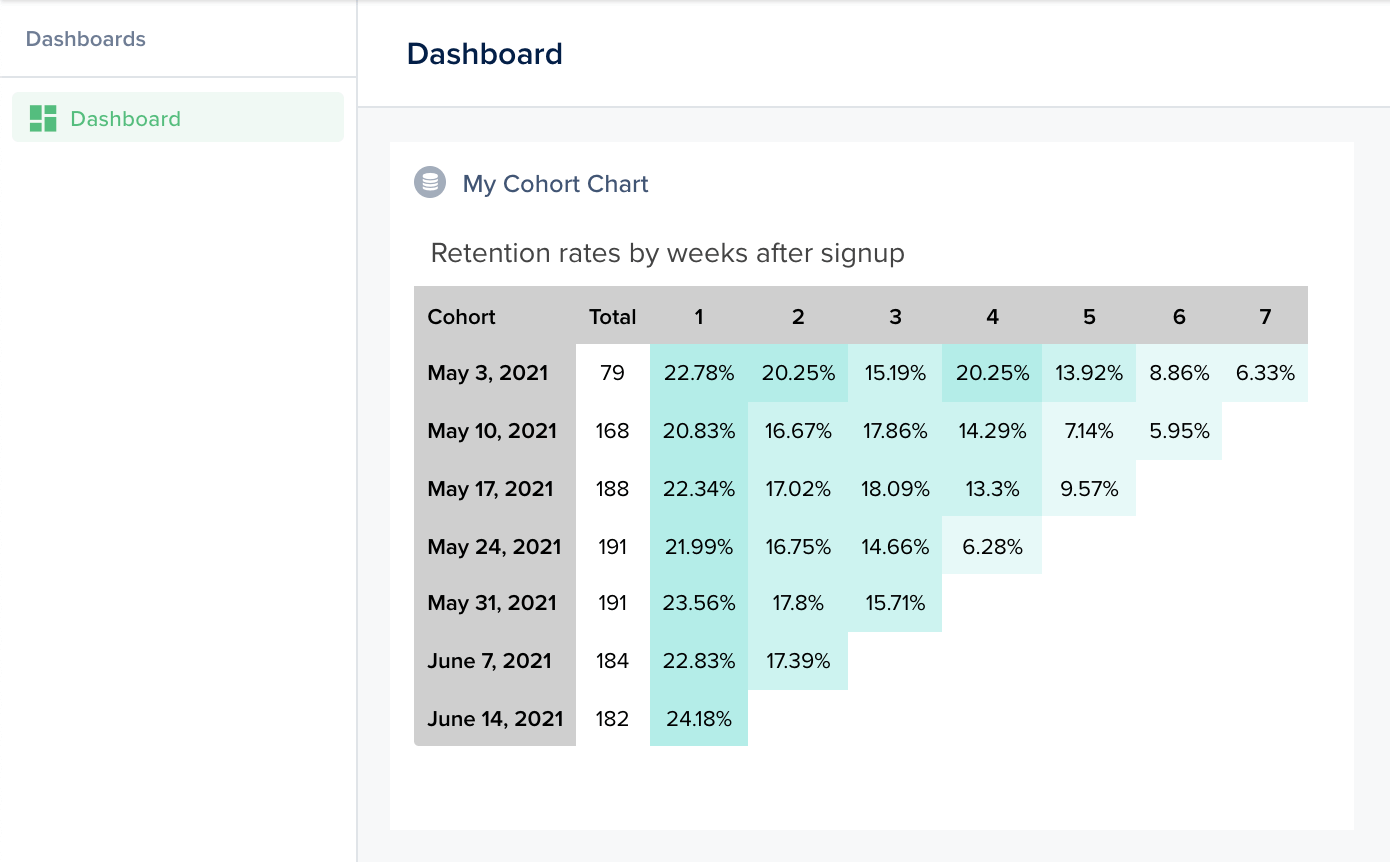 Dashboards
Dashboard
Dashboard
My Cohort Chart
Retention rates by weeks after signup
Cohort Total 1 2 3 4 5 6 7
May 3, 2021 79 22.78% 20.25% 15.19% 20.25% 13.92% 8.86% 6.33%
May 10, 2021 168 20.83% 16.67% 17.86% 14.29% 7.14% 5.95%
May 17, 2021 188 22.34% 17.02% 18.09% 13.3% 9.57%
May 24, 2021 191 21.99% 16.75% 14.66% 6.28%
May 31, 2021 191 23.56% 17.8% 15.71%
June 7, 2021 184 22.83% 17.39%
June 14, 2021 182 24.18%